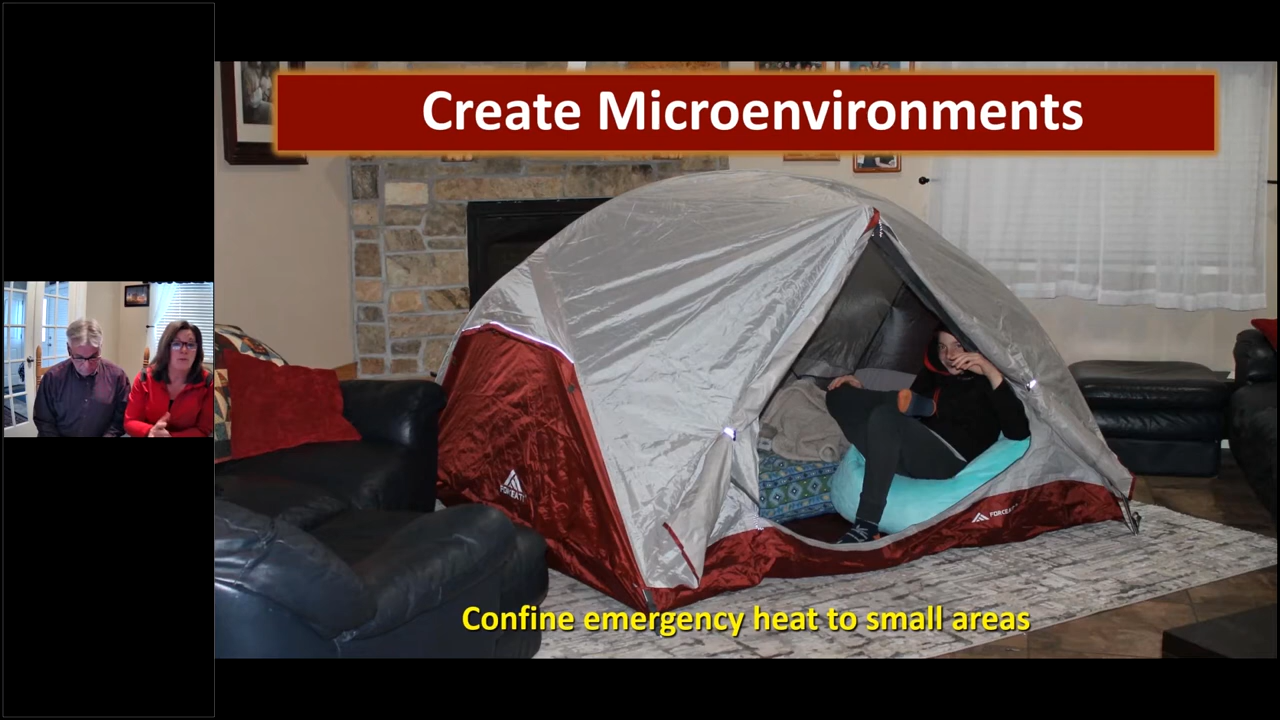 Create Microenvironments
Confine emergency heat to small areas